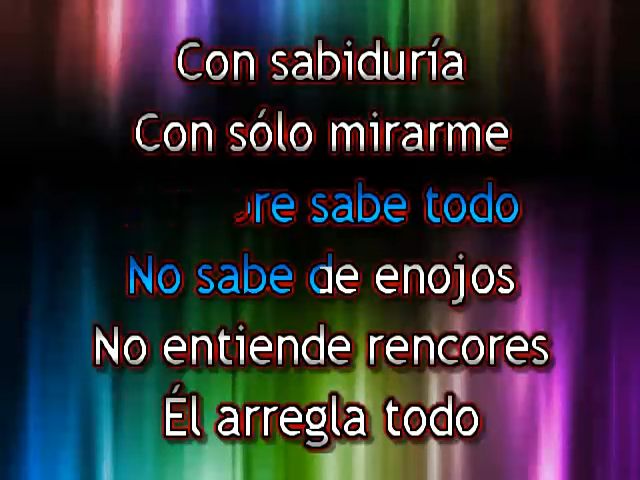 Con sabiduría
Con sólo mirarme
sabe todo
No sabe de enojos
No entiende rencores
Él arregla todo